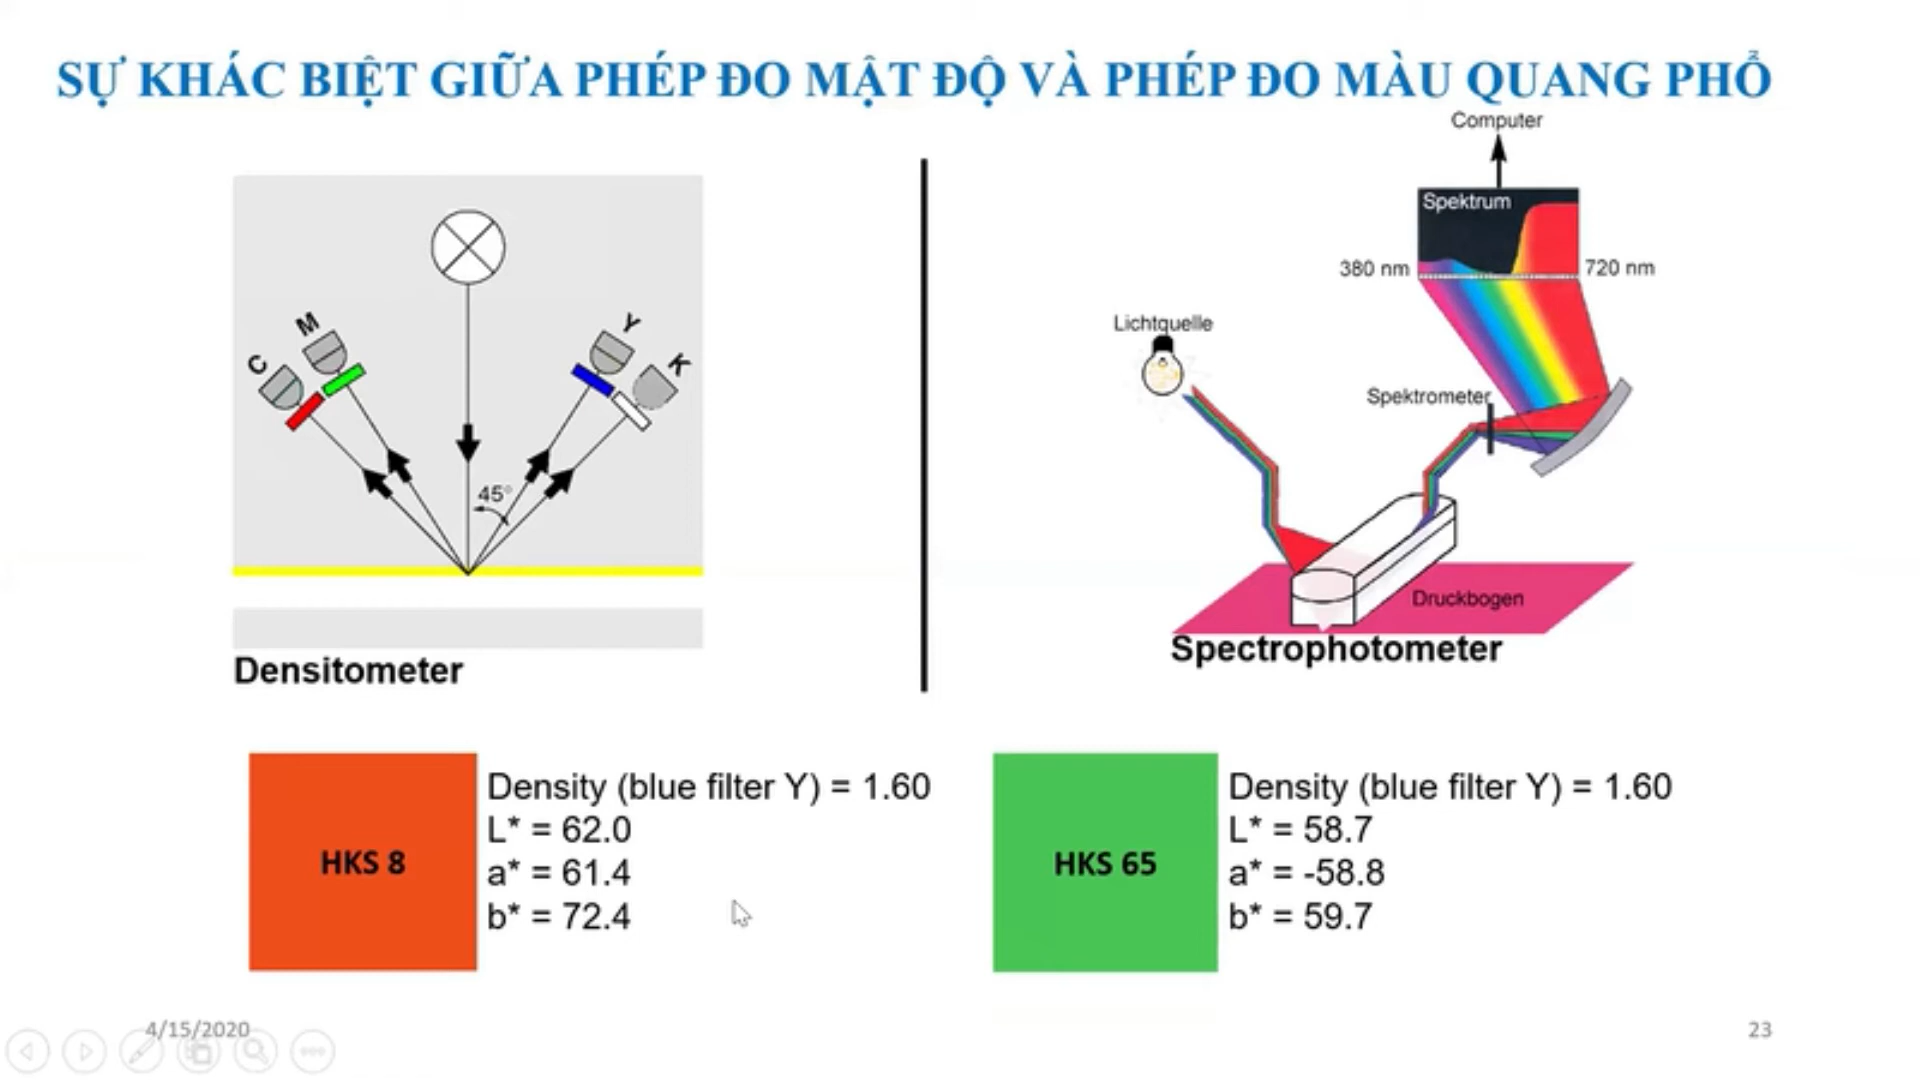 SỰ KHÁC BIỆT GIỮA PHÉP ĐO MẬT ĐỘ VÀ PHÉP ĐO MÀU QUANG PHỔ
C
M
Y
K
45°
Densitometer
Computer
Spektrum
380 nm
720 nm
Lichtquelle
Spektrometer
Druckbogen
Spectrophotometer
HKS 8
Density (blue filter Y) = 1.60
L* = 62.0
a* = 61.4
b* = 72.4
HKS 65
Density (blue filter Y) = 1.60
L* = 58.7
a* = -58.8
b* = 59.7
4/15/2020
23